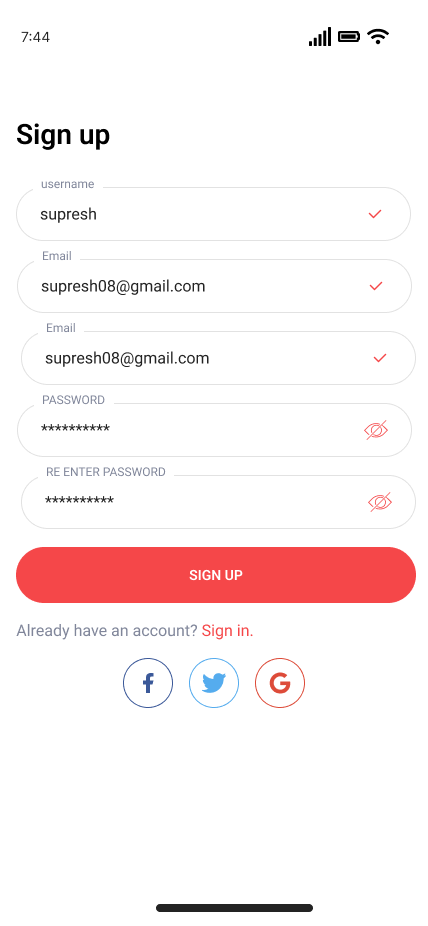 7:44
Sign up
username
supresh
Email
supresh08@gmail.com
Email
supresh08@gmail.com
PASSWORD
**********
RE ENTER PASSWORD
**********
SIGN UP
Already have an account? Sign in.